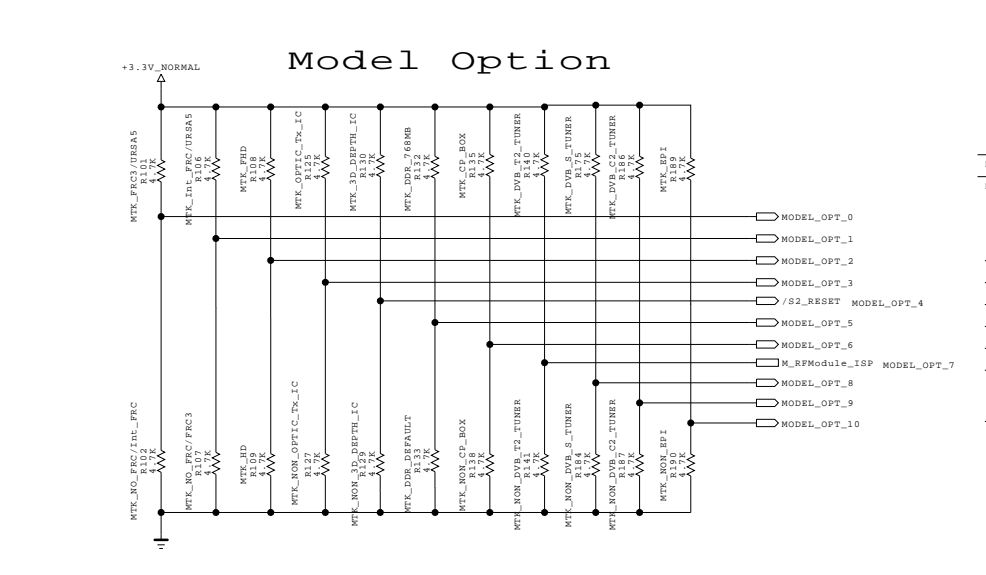 Model Option
+3.3V_NORMAL
MTK_FRC3/URSA5
R101
4.7K
MTK_Int_FRC/URSA5
R106
4.7K
MTK_FHD
R108
4.7K
MTK_OPTIC_Tx_IC
R125
4.7K
MTK_3D_DEPTH_IC
R130
4.7K
MTK_DDR_768MB
R132
4.7K
MTK_CP_BOX
R135
4.7K
MTK_DVB_T2_TUNER
R140
4.7K
MTK_DVB_S_TUNER
R175
4.7K
MTK_DVB_C2_TUNER
R186
4.7K
MTK_EPI
R189
4.7K
MODEL_OPT_0
MODEL_OPT_1
MODEL_OPT_2
MODEL_OPT_3
/S2_RESET MODEL_OPT_4
MODEL_OPT_5
MODEL_OPT_6
M_RFModule_ISP MODEL_OPT_7
MODEL_OPT_8
MODEL_OPT_9
MODEL_OPT_10
MTK_NO_FRC/Int_FRC
R102
4.7K
MTK_NO_FRC/FRC3
R107
4.7K
MTK_HD
R109
4.7K
MTK_NON_OPTIC_Tx_IC
R127
4.7K
MTK_NON_3D_DEPTH_IC
R129
4.7K
MTK_DDR_DEFAULT
R133
4.7K
MTK_NON_CP_BOX
R138
4.7K
MTK_NON_DVB_T2_TUNER
R141
4.7K
MTK_NON_DVB_S_TUNER
R184
4.7K
MTK_NON_DVB_C2_TUNER
R187
4.7K
MTK_NON_EPI
R190
4.7K